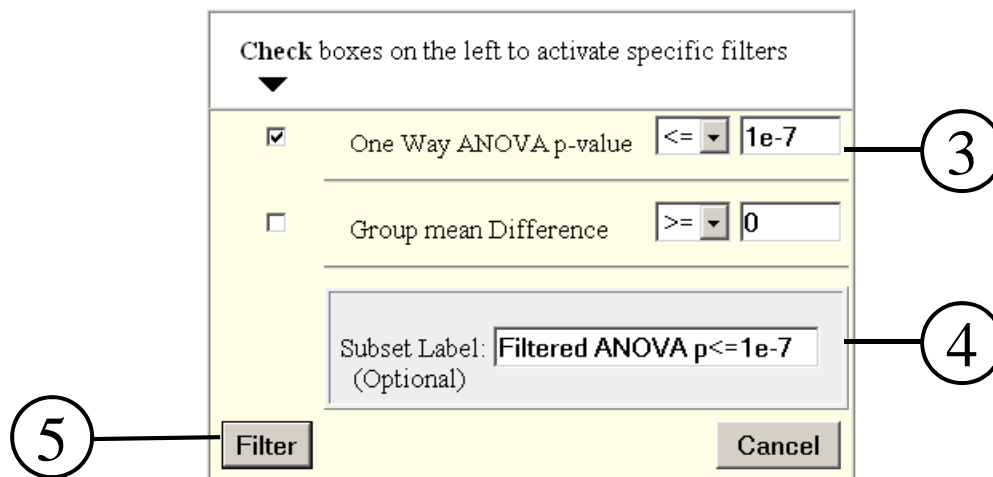 Check boxes on the left to activate specific filters
One Way ANOVA p-value <= 1e-7
3
Group mean Difference >= 0
Subset Label: Filtered ANOVA p<=1e-7
(Optional)
4
5
Filter Cancel